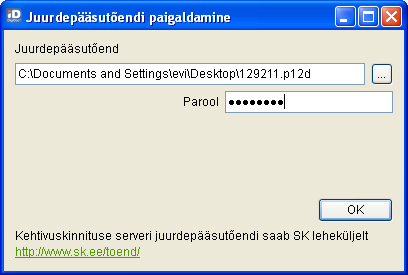 iD Juurdepääsutõendi paigaldamine
Juurdepääsutõend
C:\Documents and Settings\evi\Desktop\129211.p12d
...
Parool ●●●●●●●●
OK
Kehtivuskinnituse serveri juurdepääsutõendi saab SK leheküljelt
http://www.sk.ee/toend/